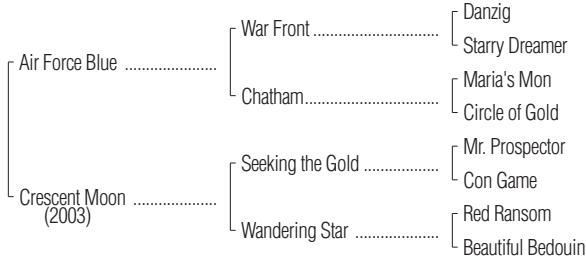 Danzig
War Front ........................................
Starry Dreamer
Air Force Blue .............................
Maria's Mon
Chatham..........................................
Circle of Gold
Mr. Prospector
Seeking the Gold ........................
Con Game
Crescent Moon ..........................
(2003)
Red Ransom
Wandering Star ..........................
Beautiful Bedouin